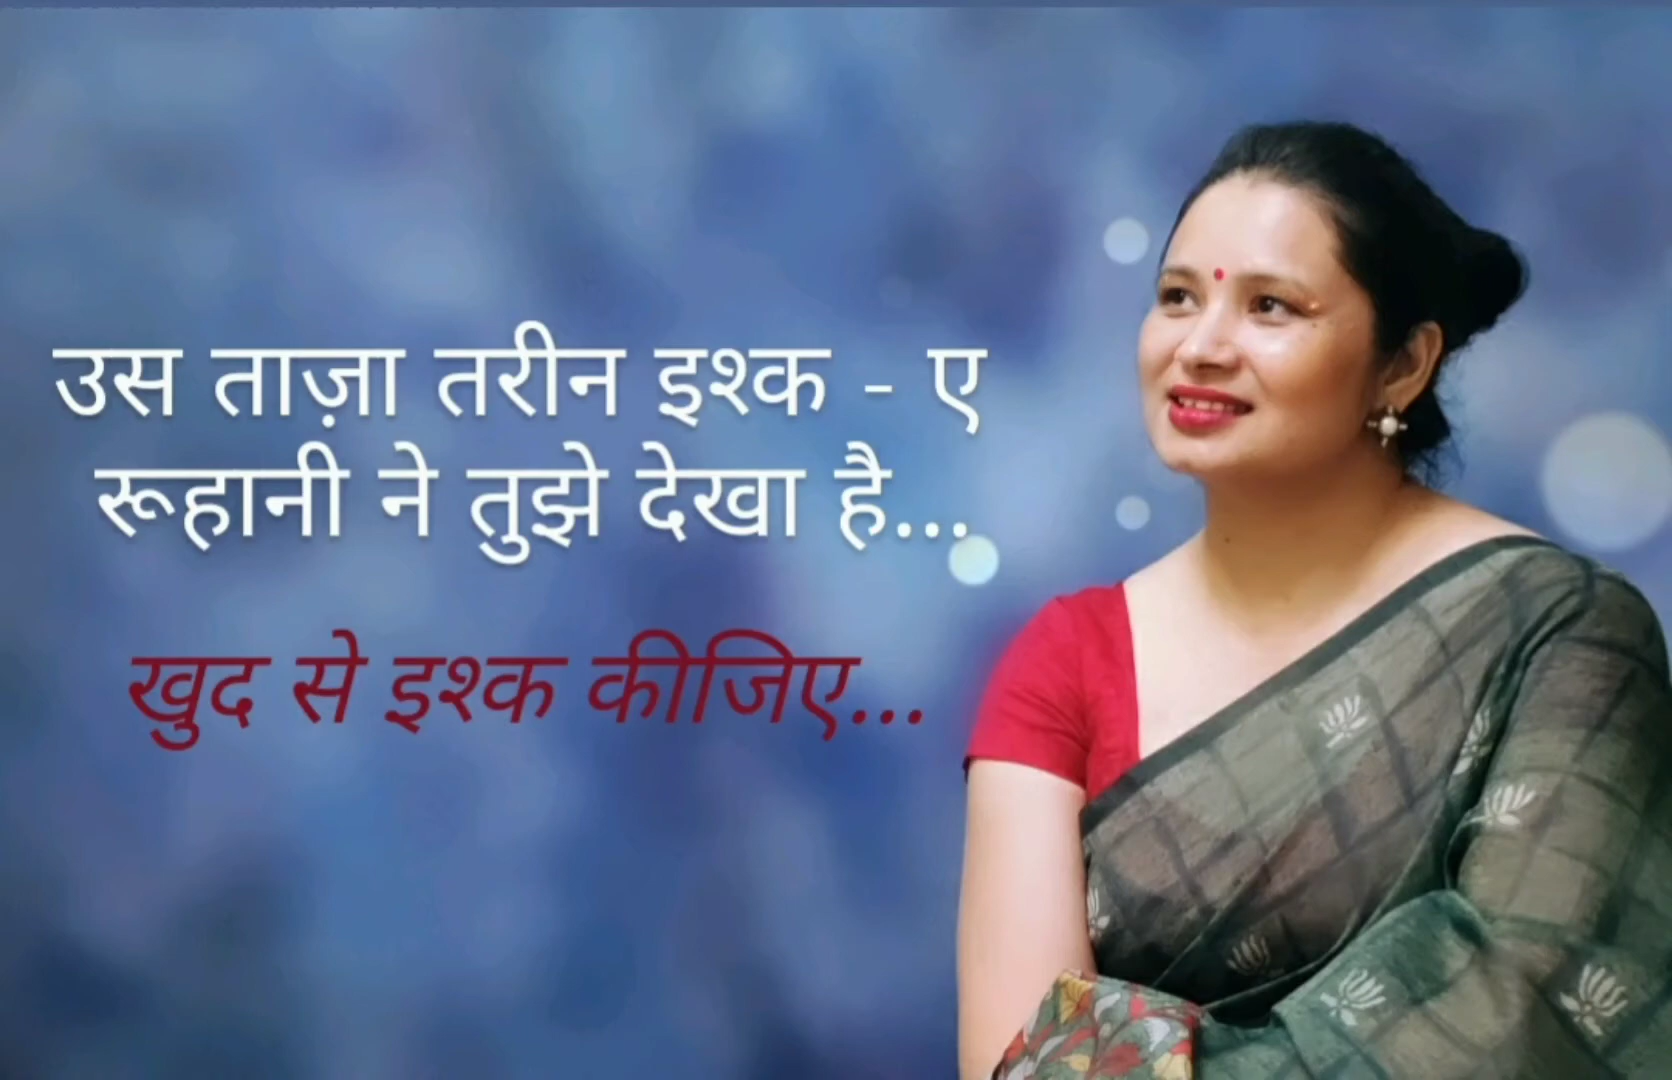 उस ताज़ा तरीन इश्क - ए
रूहानी ने तुझे देखा है...
खुद से इश्क कीजिए...